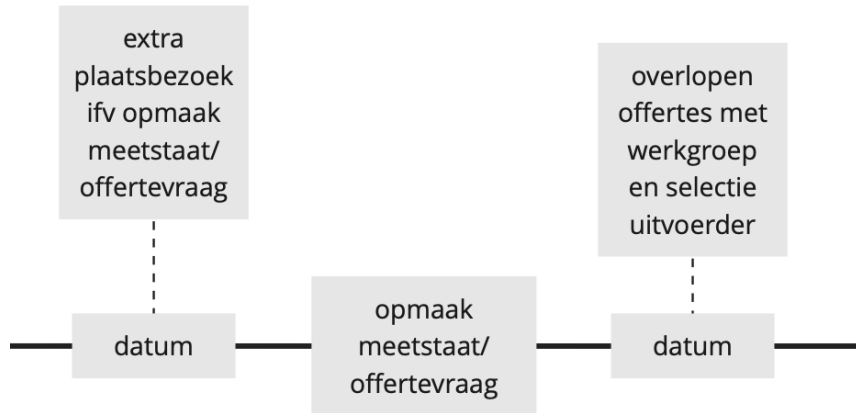 extra
plaatsbezoek
ifv opmaak
meetstaat/
offertevraag
datum
opmaak
meetstaat/
offertevraag
overlopen
offertes met
werkgroep
en selectie
uitvoerder
datum